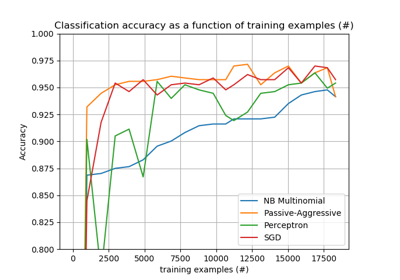 Classification accuracy as a function of training examples (#)
1.000
0.975
0.950
0.925
0.900
0.875
0.850
0.825
0.800
Accuracy
NB Multinomial
Passive-Aggressive
Perceptron
SGD
0 2500 5000 7500 10000 12500 15000 17500
training examples (#)